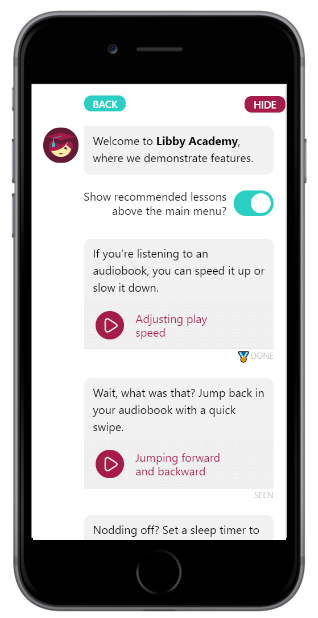 BACK
HIDE
Welcome to Libby Academy,
where we demonstrate features.
Show recommended lessons
above the main menu?
If you're listening to an
audiobook, you can speed it up or
slow it down.
Adjusting play
speed
DONE
Wait, what was that? Jump back in
your audiobook with a quick
swipe.
Jumping forward
and backward
SEEN
Nodding off? Set a sleep timer to